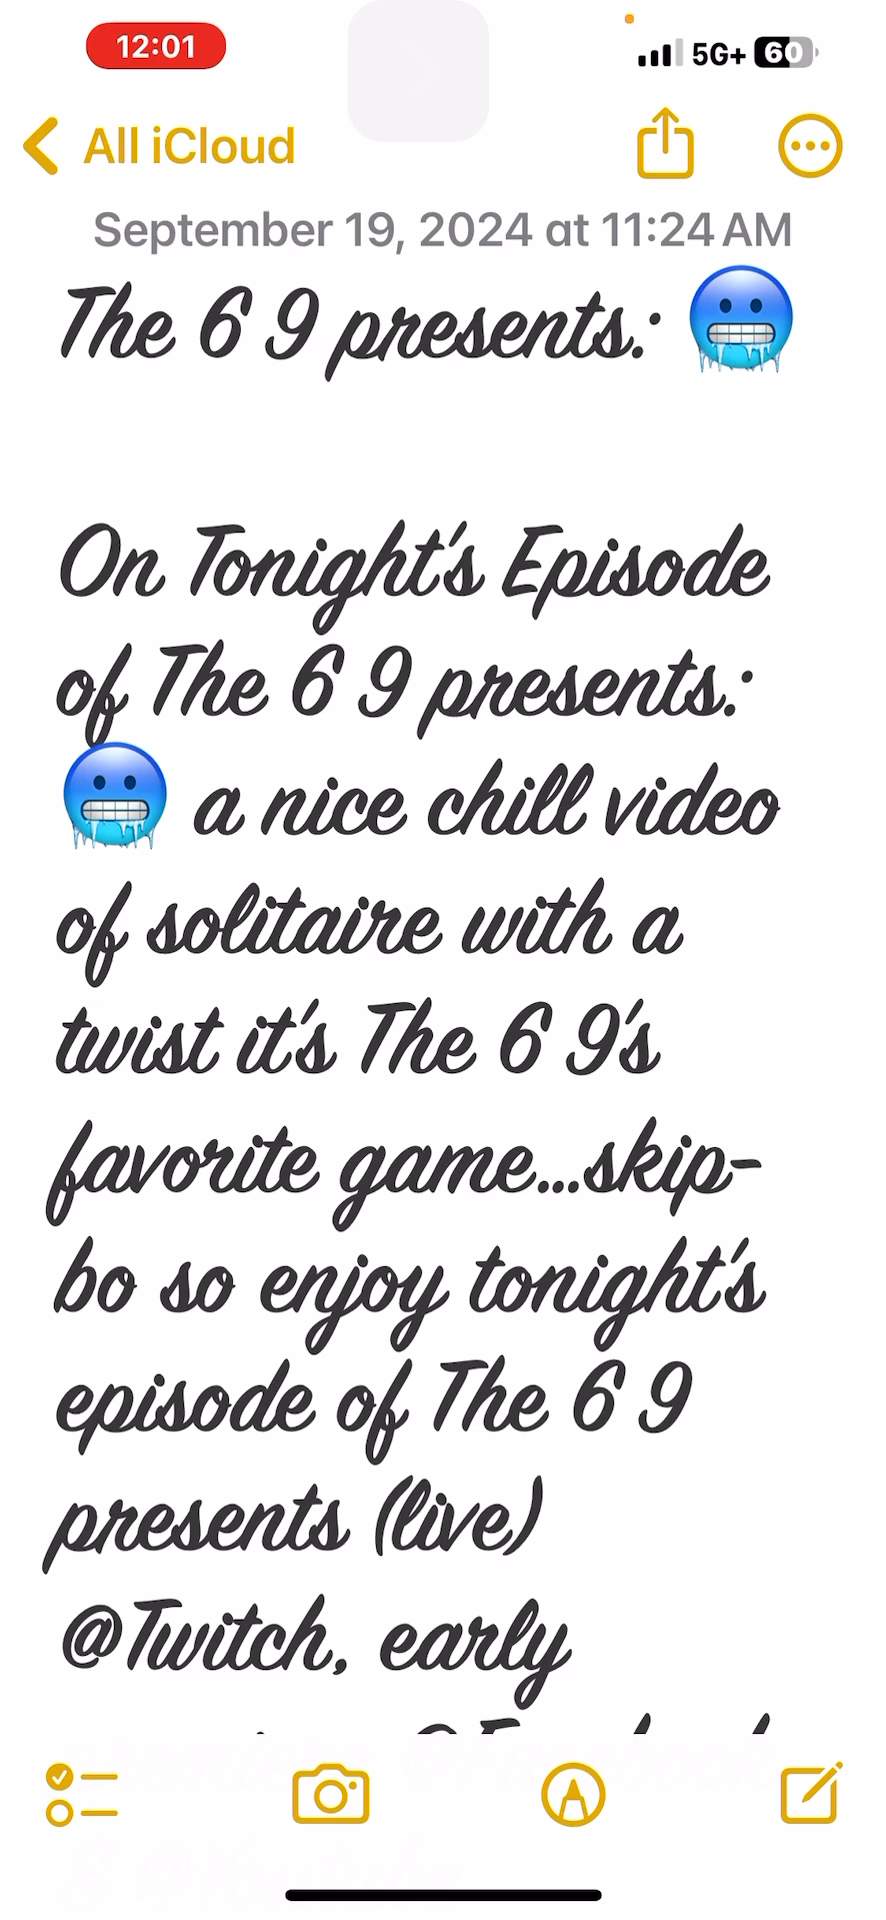 12:01
5G+ 60
All iCloud
September 19, 2024 at 11:24 AM
The 6 9 presents: 🥶
On Tonight's Episode
of The 6 9 presents:
🥶 a nice chill video
of solitaire with a
twist it's The 6 9's
favorite game...skip-
bo so enjoy tonight's
episode of The 6 9
presents (live)
@Twitch, early